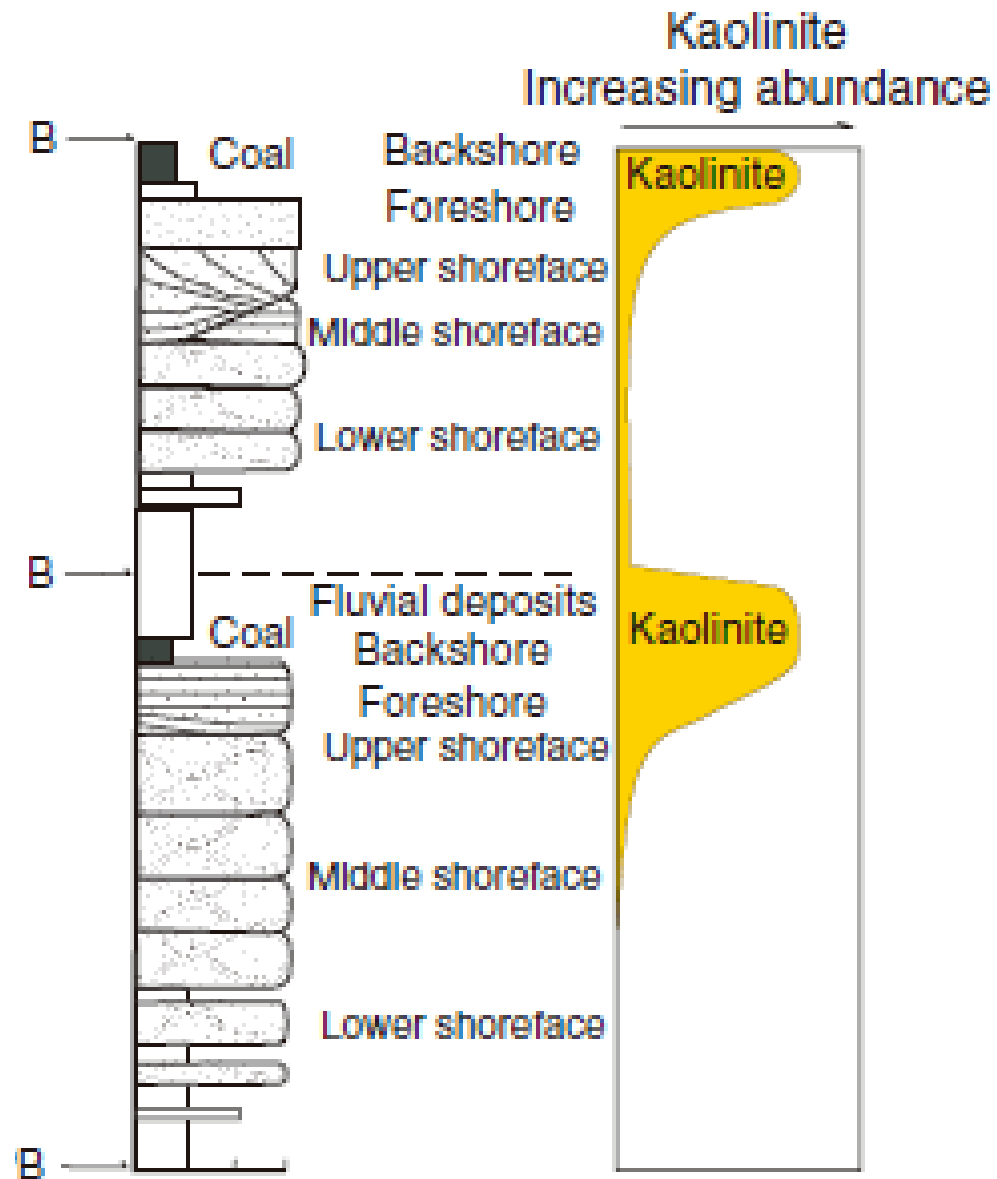 Kaolinite
Increasing abundance
B
Coal
Backshore
Kaolinite
Foreshore
Upper shoreface
Middle shoreface
Lower shoreface
B
Fluvial deposits
Coal
Kaolinite
Backshore
Foreshore
Upper shoreface
Middle shoreface
Lower shoreface
B